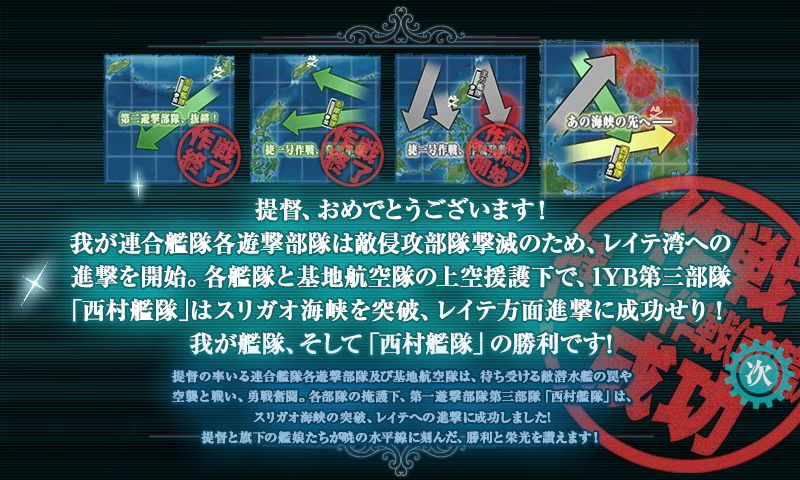 第二遊撃部隊、抜錨!
作戦終了
捷一号作戦、
作戦終了
捷一号作戦、
作戦
開始
あの海峡の先へ──
提督、おめでとうございます!
我が連合艦隊各遊撃部隊は敵侵攻部隊撃滅のため、レイテ湾への
進撃を開始。各艦隊と基地航空隊の上空援護下で、1YB第三部隊
「西村艦隊」はスリガオ海峡を突破、レイテ方面進撃に成功せり!
我が艦隊、そして「西村艦隊」の勝利です!
提督の率いる連合艦隊各遊撃部隊及び基地航空隊は、待ち受ける敵潜水艦の罠や
空襲と戦い、勇戦奮闘。各部隊の掩護下、第一遊撃部隊第三部隊「西村艦隊」は、
スリガオ海峡の突破、レイテへの進撃に成功しました!
提督と旗下の艦娘たちが暁の水平線に刻んだ、勝利と栄光を讃えます!
作戦
成功
次